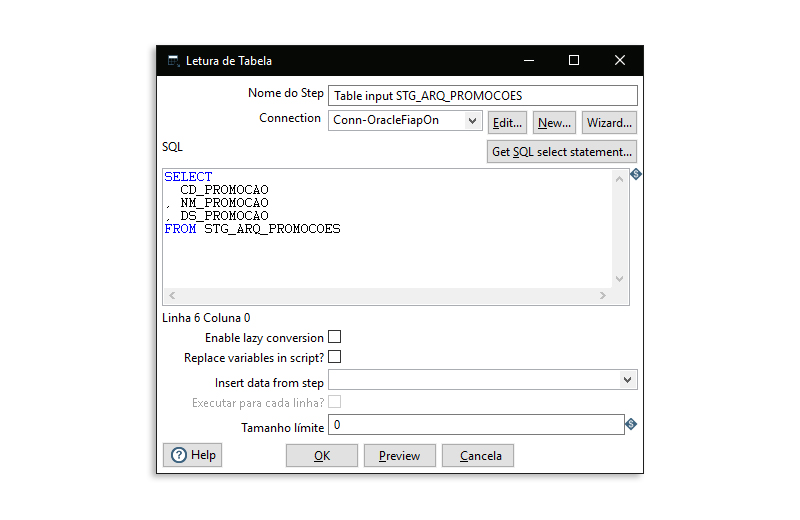 Letura de Tabela
Nome do Step Table input STG_ARQ_PROMOCOES
Connection Conn-OracleFiapOn Edit... New... Wizard...
SQL Get SQL select statement...
SELECT
CD_PROMOCAO
, NM_PROMOCAO
, DS_PROMOCAO
FROM STG_ARQ_PROMOCOES
Linha 6 Coluna 0
Enable lazy conversion
Replace variables in script?
Insert data from step
Executar para cada linha?
Tamanho límite 0
Help OK Preview Cancela